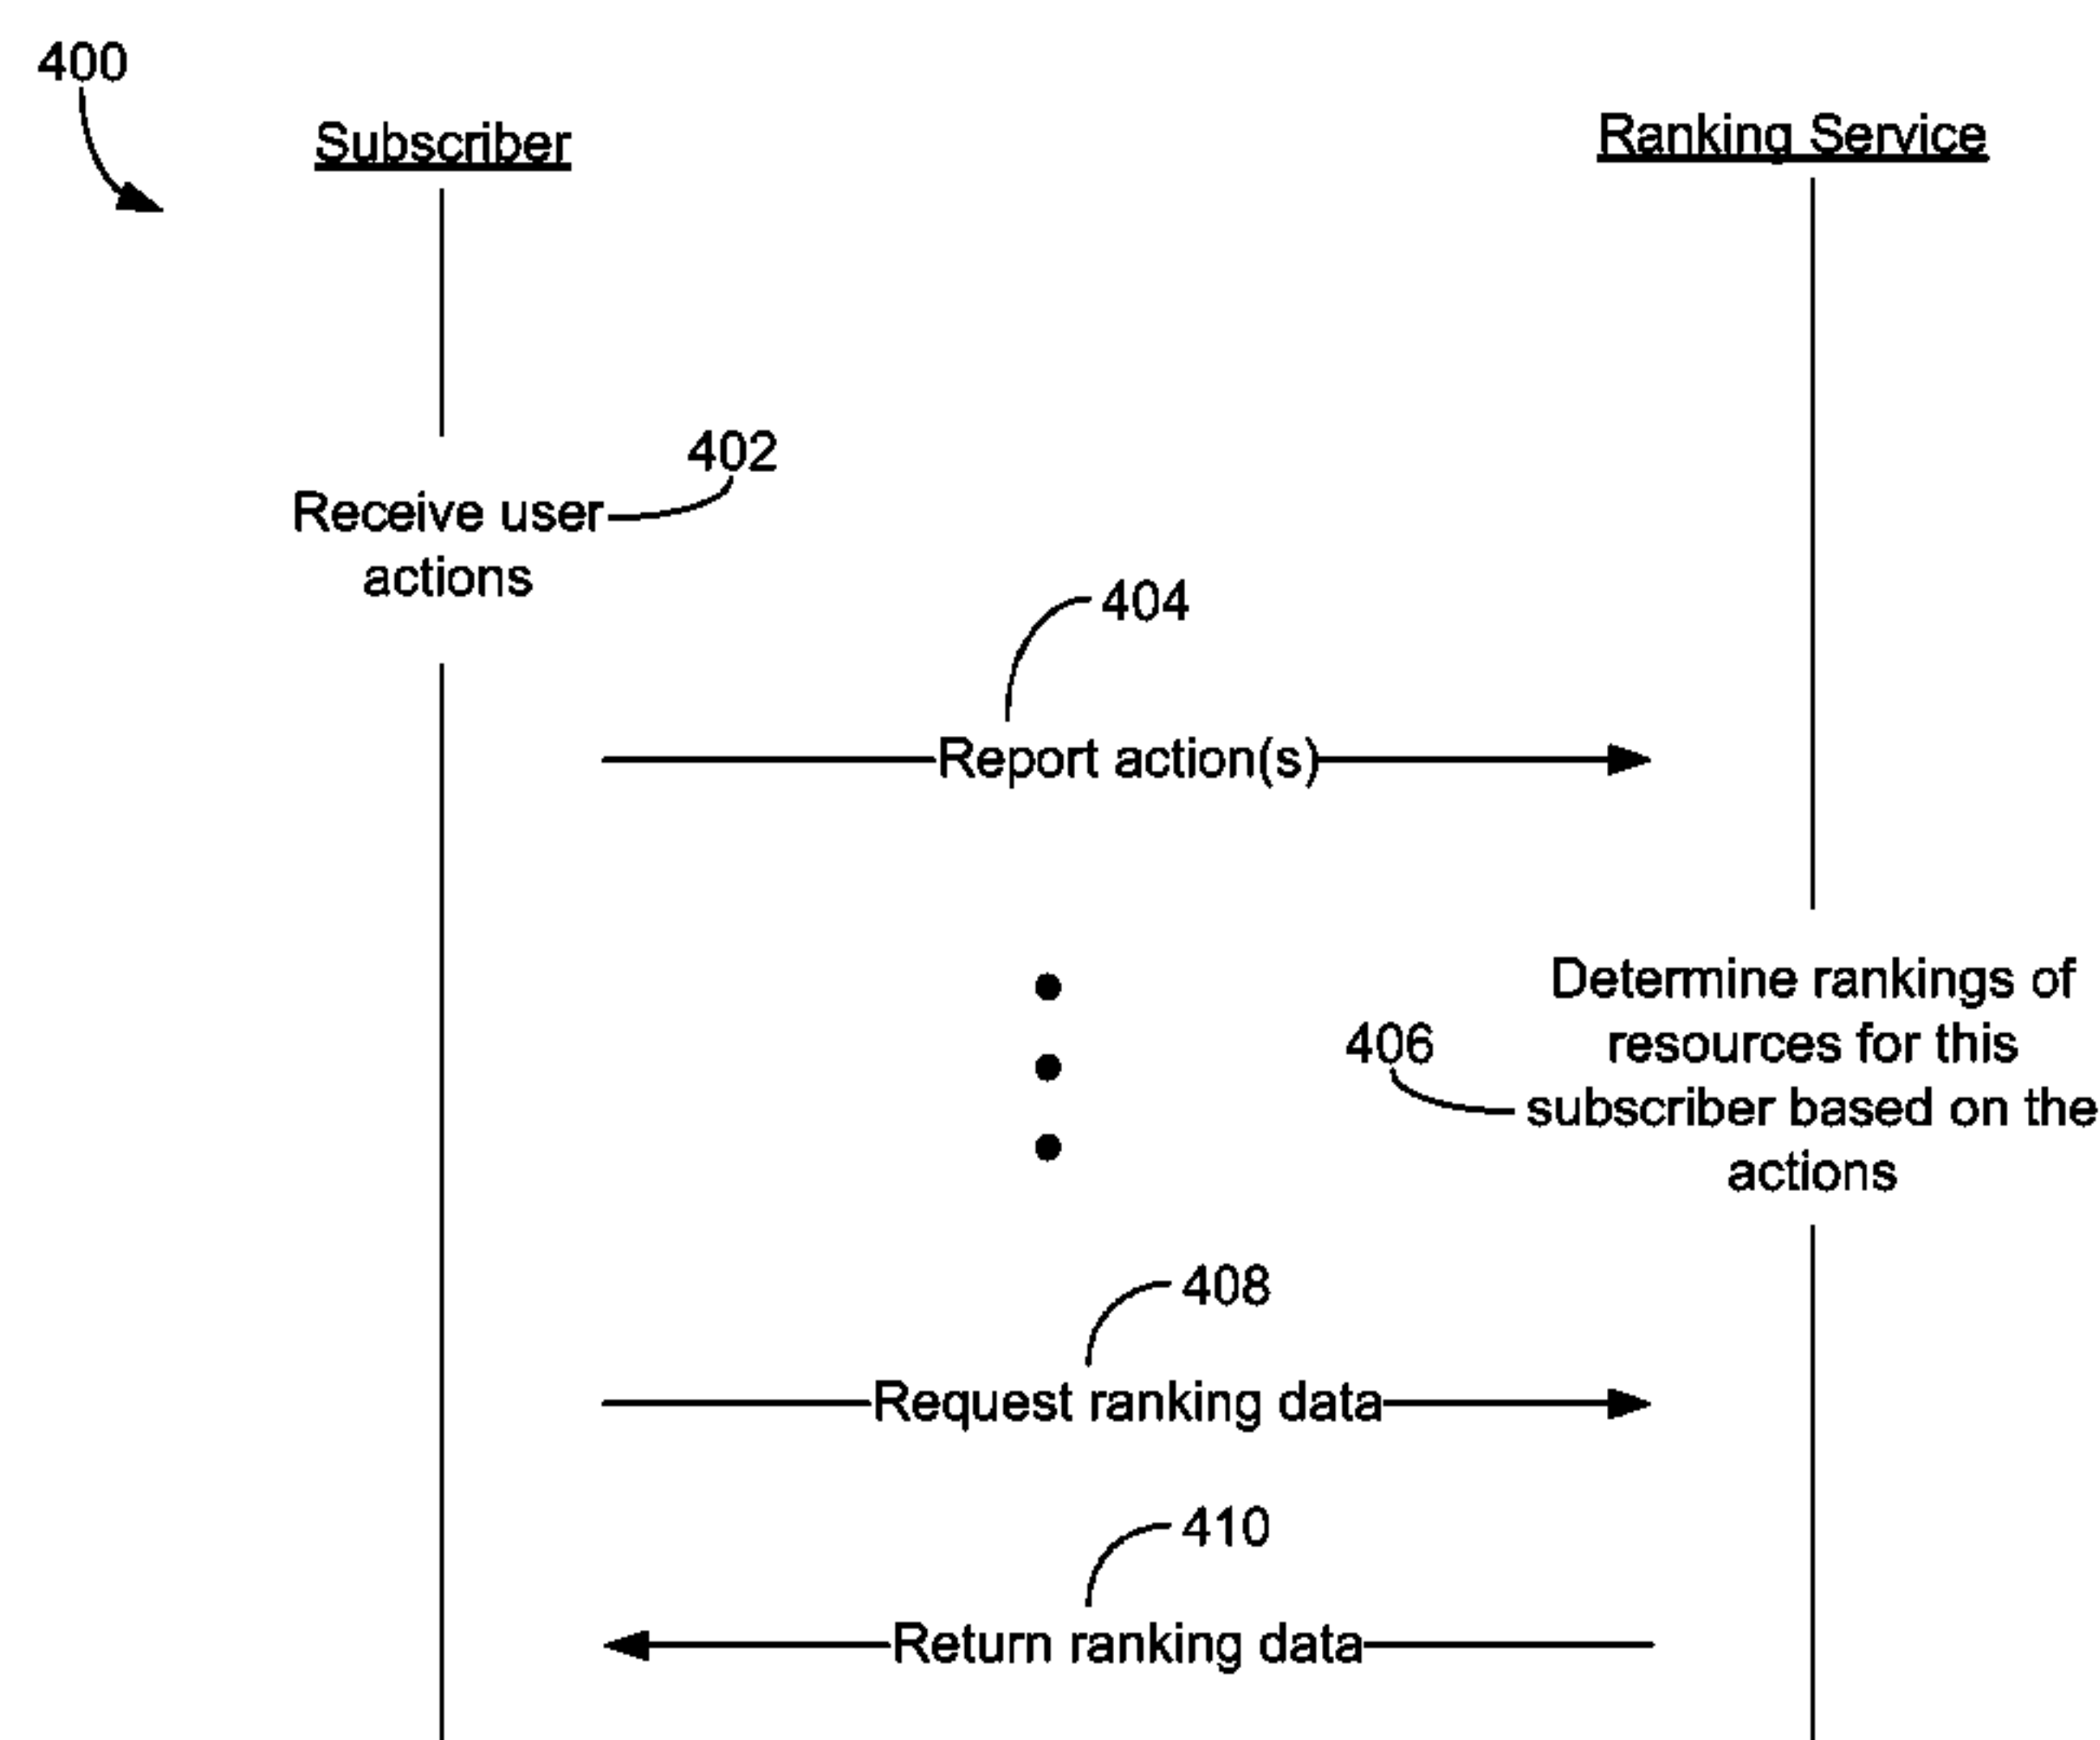 400
Subscriber
Ranking Service
402
Receive user
actions
404
Report action(s)
Determine rankings of
resources for this
406
subscriber based on the
actions
408
Request ranking data
410
Return ranking data